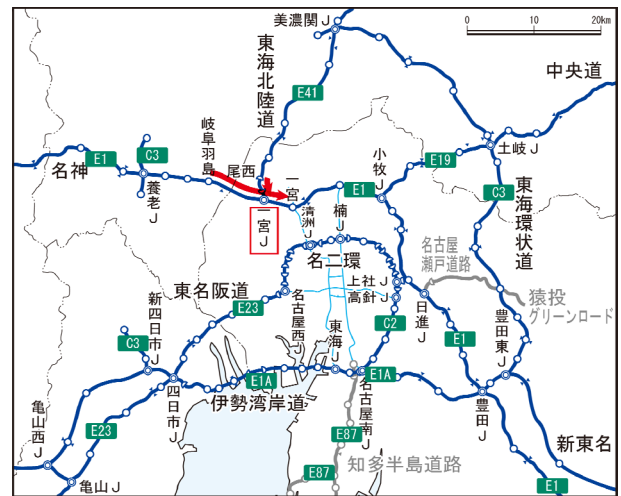 美濃関J
0 10 20km
東海北陸道
中央道
E41
岐阜羽島
尾西
一宮
小牧J
E19
土岐J
E1
C3
名神
養老J
E1
C3
東海環状道
一宮J
清洲J
楠J
名二環
名古屋瀬戸道路
上社J
高針J
猿投グリーンロード
東名阪道
新四日市J
E23
名古屋西J
東海J
C2
日進J
豊田東J
C3
E1
E1A
E1A
伊勢湾岸道
四日市J
名古屋南J
豊田J
亀山西J
E23
E87
新東名
知多半島道路
亀山J
E87
E1